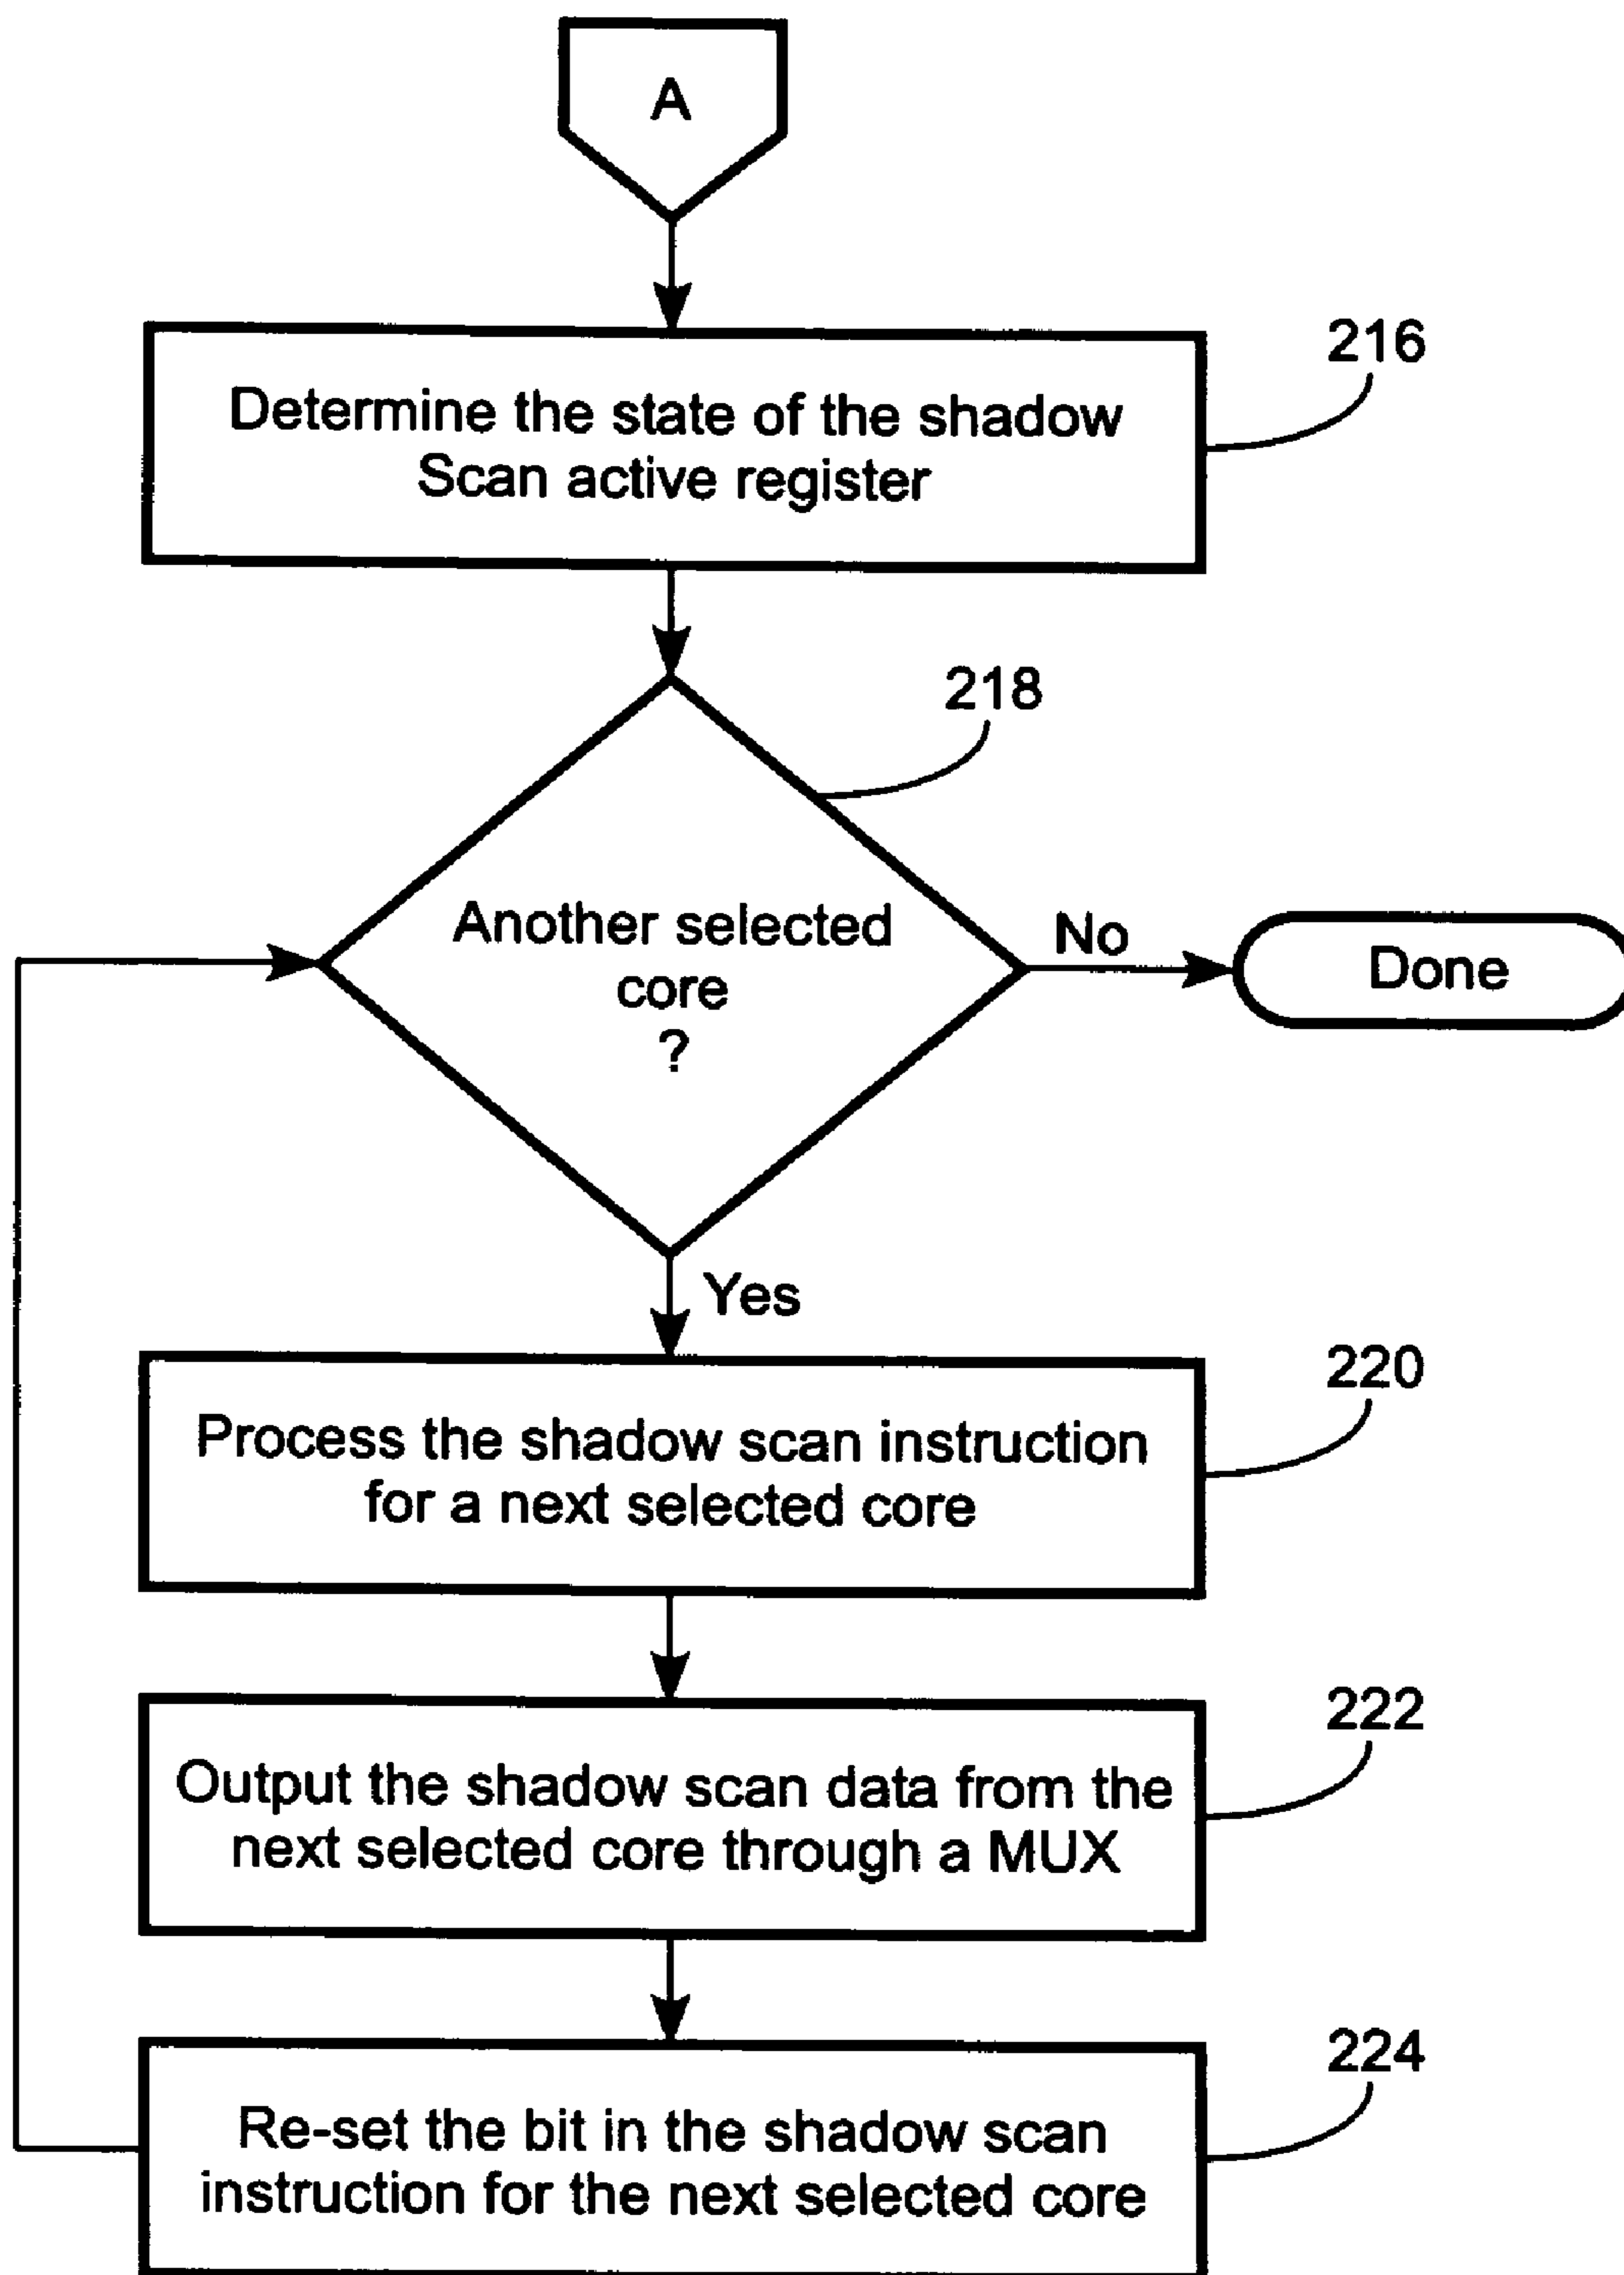 A
216
Determine the state of the shadow
Scan active register
218
Another selected
core
?
No
Done
Yes
220
Process the shadow scan instruction
for a next selected core
222
Output the shadow scan data from the
next selected core through a MUX
224
Re-set the bit in the shadow scan
instruction for the next selected core